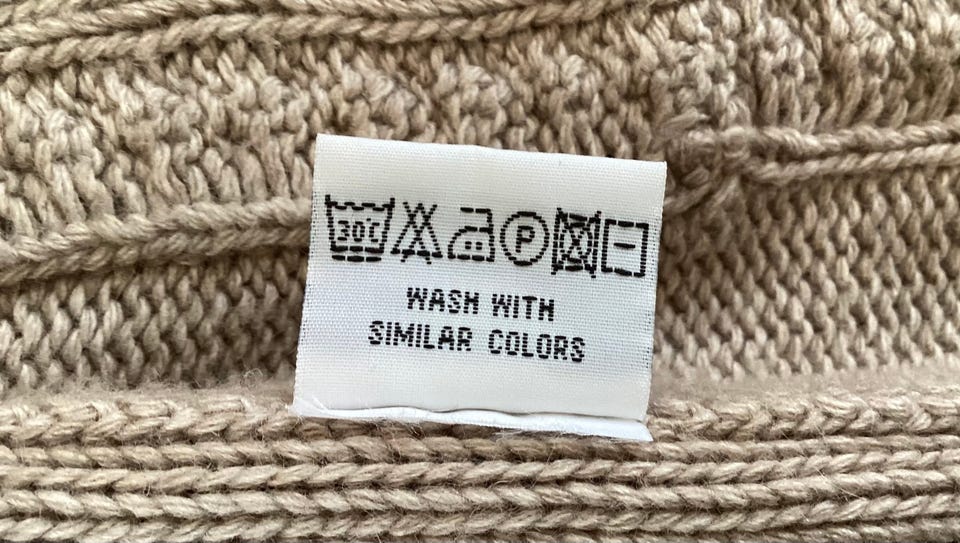 30°C
P
WASH WITH
SIMILAR COLORS